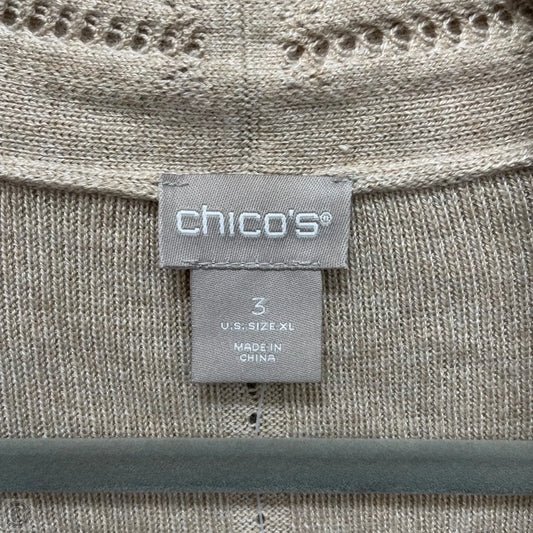 chico's®
3
U.S. SIZE XL
MADE IN
CHINA